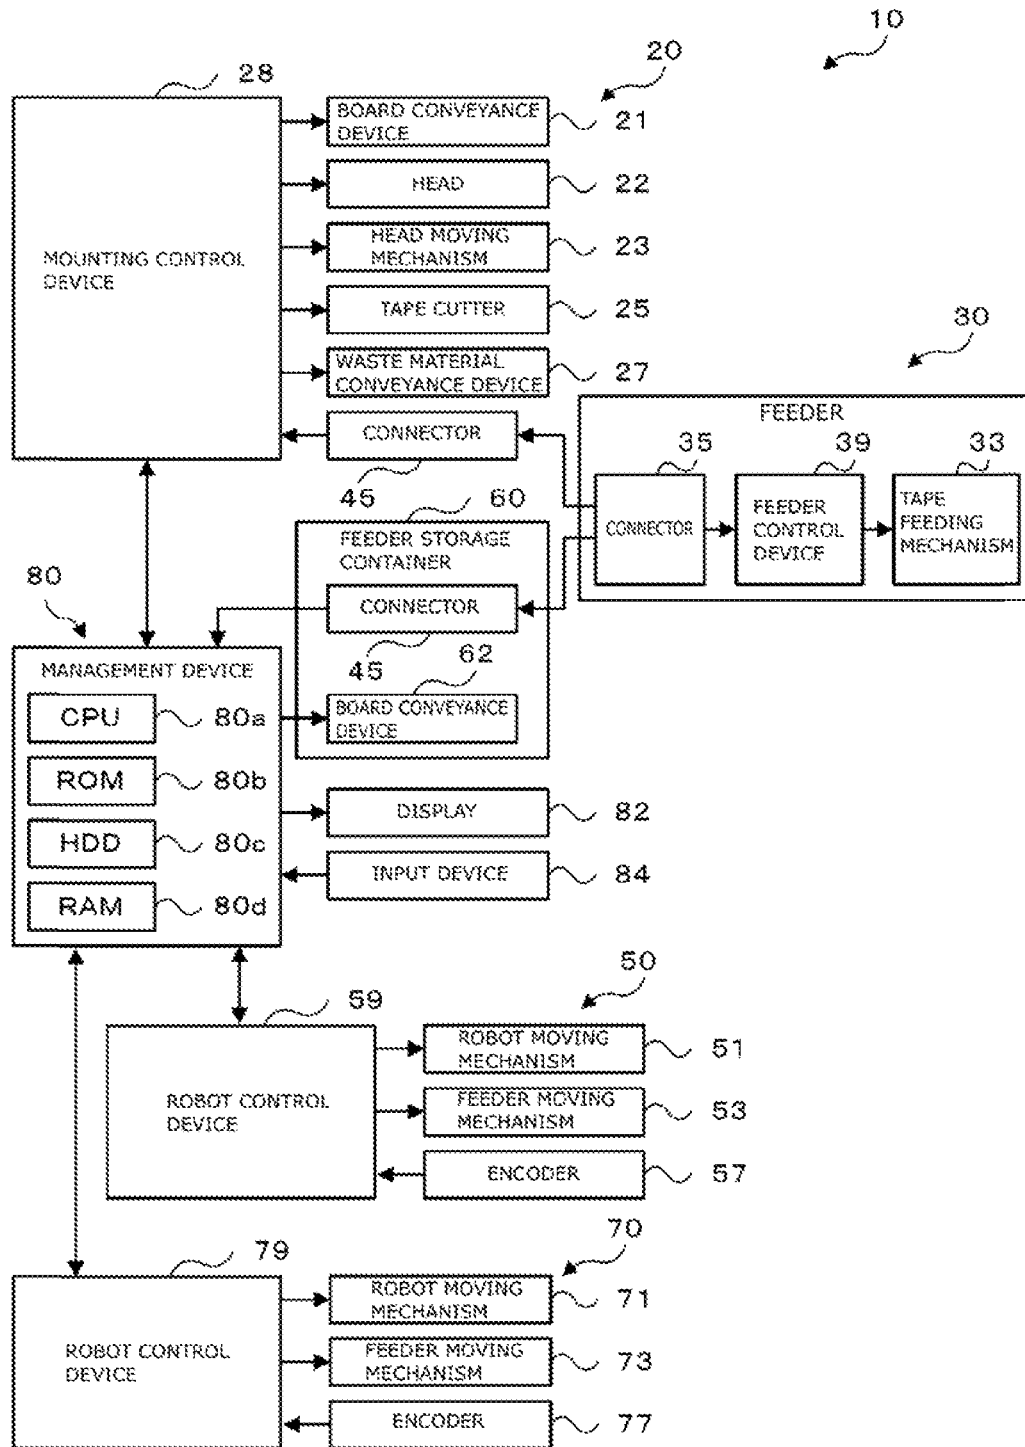 10
20
28
BOARD CONVEYANCE
DEVICE
21
HEAD
22
HEAD MOVING
MECHANISM
23
MOUNTING CONTROL
DEVICE
TAPE CUTTER
25
WASTE MATERIAL
CONVEYANCE DEVICE
27
CONNECTOR
45
30
FEEDER
35
39
33
CONNECTOR
FEEDER
CONTROL
DEVICE
TAPE
FEEDING
MECHANISM
60
FEEDER STORAGE
CONTAINER
CONNECTOR
45
62
BOARD CONVEYANCE
DEVICE
80
MANAGEMENT DEVICE
CPU
80a
ROM
80b
HDD
80c
RAM
80d
DISPLAY
82
INPUT DEVICE
84
50
59
ROBOT CONTROL
DEVICE
ROBOT MOVING
MECHANISM
51
FEEDER MOVING
MECHANISM
53
ENCODER
57
70
79
ROBOT CONTROL
DEVICE
ROBOT MOVING
MECHANISM
71
FEEDER MOVING
MECHANISM
73
ENCODER
77